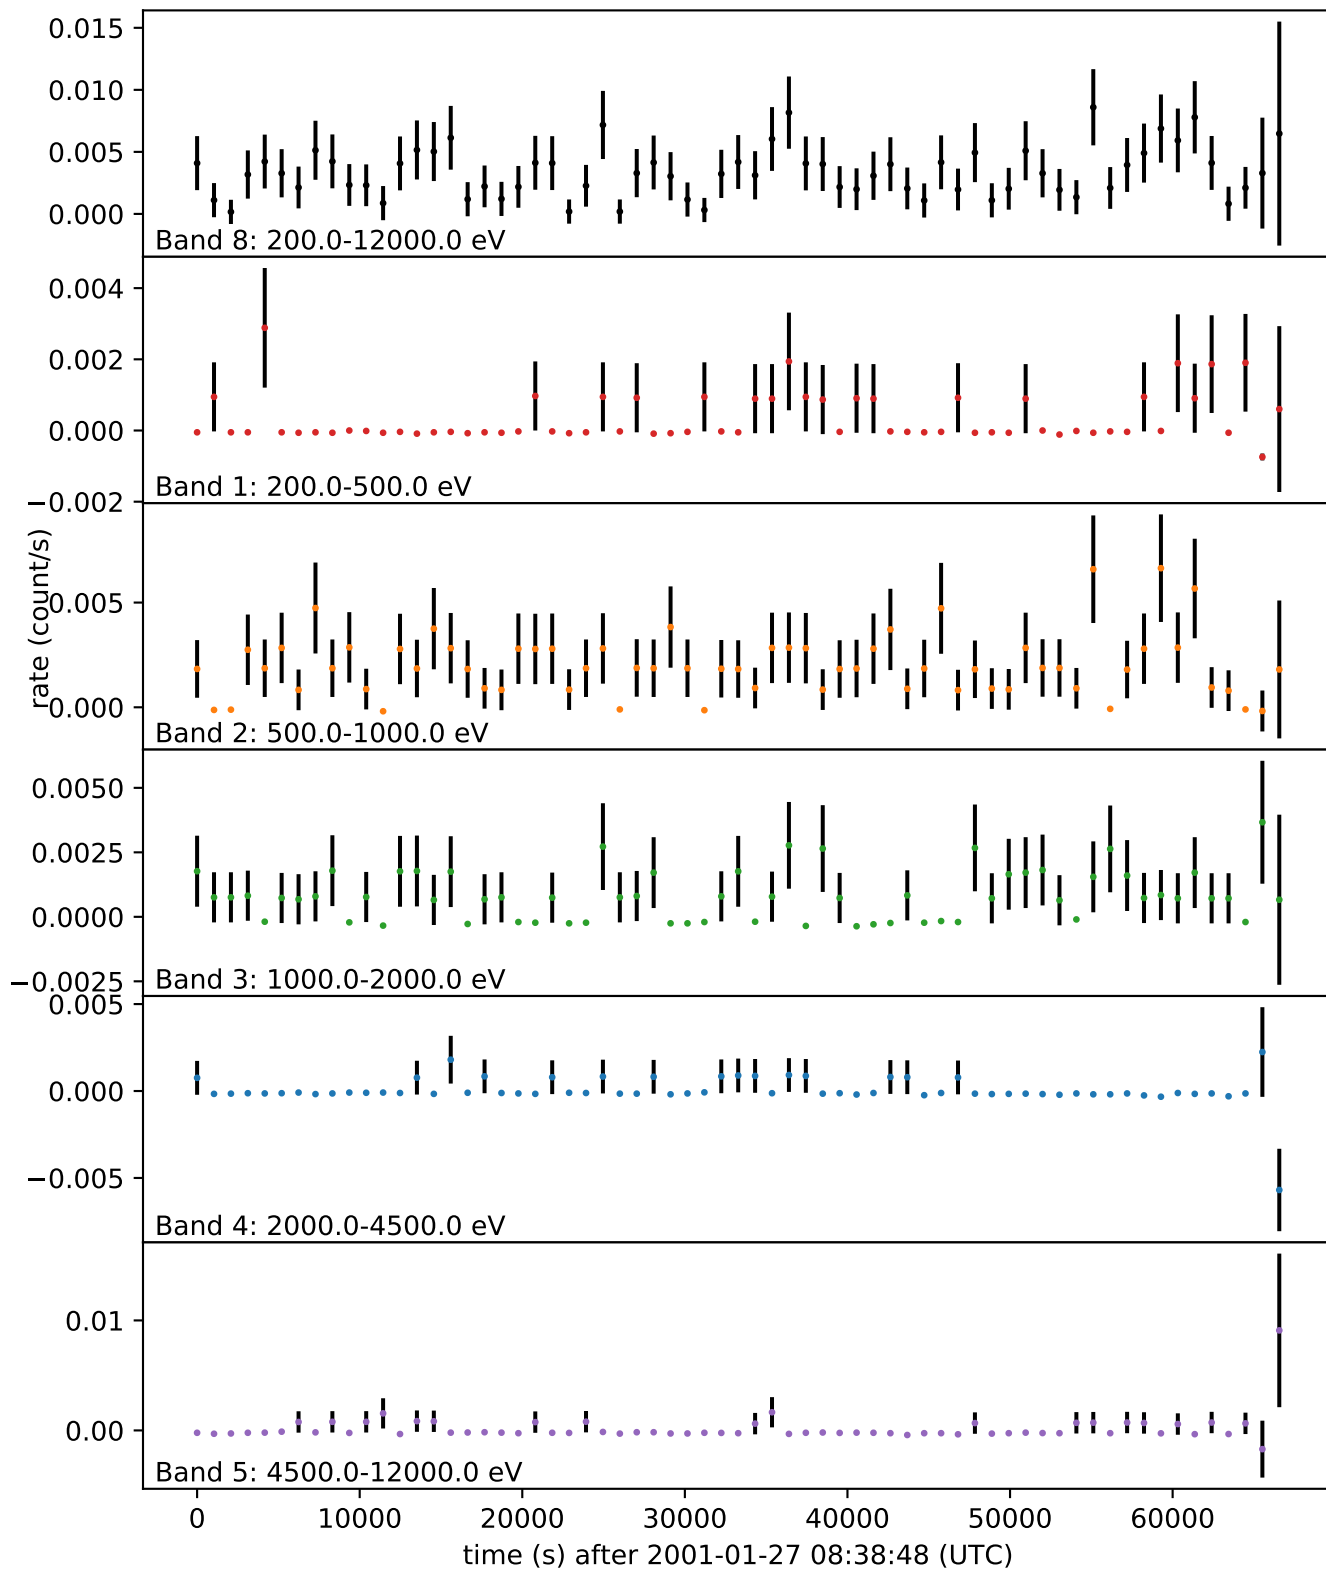 0.015
0.010
0.005
0.000
Band 8: 200.0-12000.0 eV
0.004
0.002
0.000
−0.002
Band 1: 200.0-500.0 eV
rate (count/s)
0.005
0.000
Band 2: 500.0-1000.0 eV
0.0050
0.0025
0.0000
−0.0025
Band 3: 1000.0-2000.0 eV
0.005
0.000
−0.005
Band 4: 2000.0-4500.0 eV
0.01
0.00
Band 5: 4500.0-12000.0 eV
0 10000 20000 30000 40000 50000 60000
time (s) after 2001-01-27 08:38:48 (UTC)